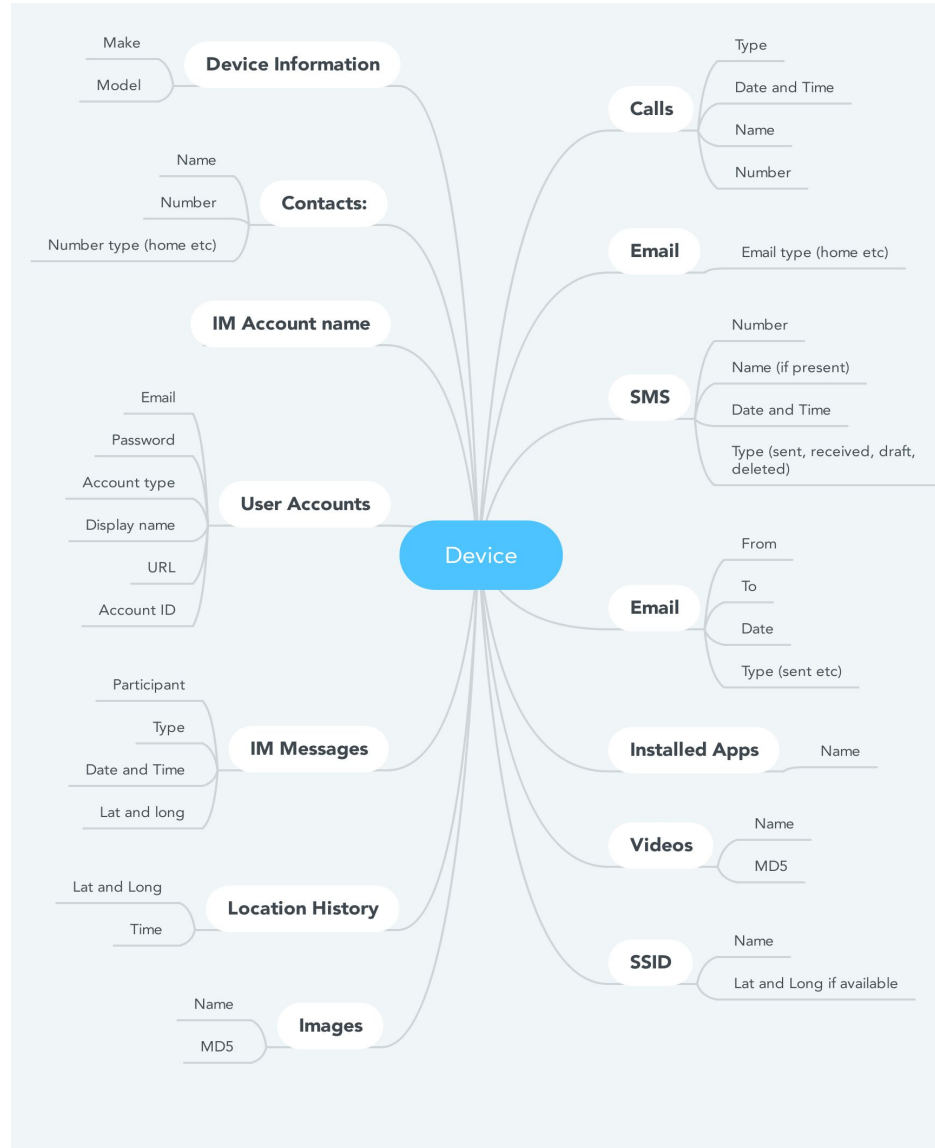 Device
Device Information
Make
Model
Contacts:
Name
Number
Number type (home etc)
IM Account name
User Accounts
Email
Password
Account type
Display name
URL
Account ID
IM Messages
Participant
Type
Date and Time
Lat and long
Location History
Lat and Long
Time
Images
Name
MD5
Calls
Type
Date and Time
Name
Number
Email
Email type (home etc)
SMS
Number
Name (if present)
Date and Time
Type (sent, received, draft,
deleted)
Email
From
To
Date
Type (sent etc)
Installed Apps
Name
Videos
Name
MD5
SSID
Name
Lat and Long if available